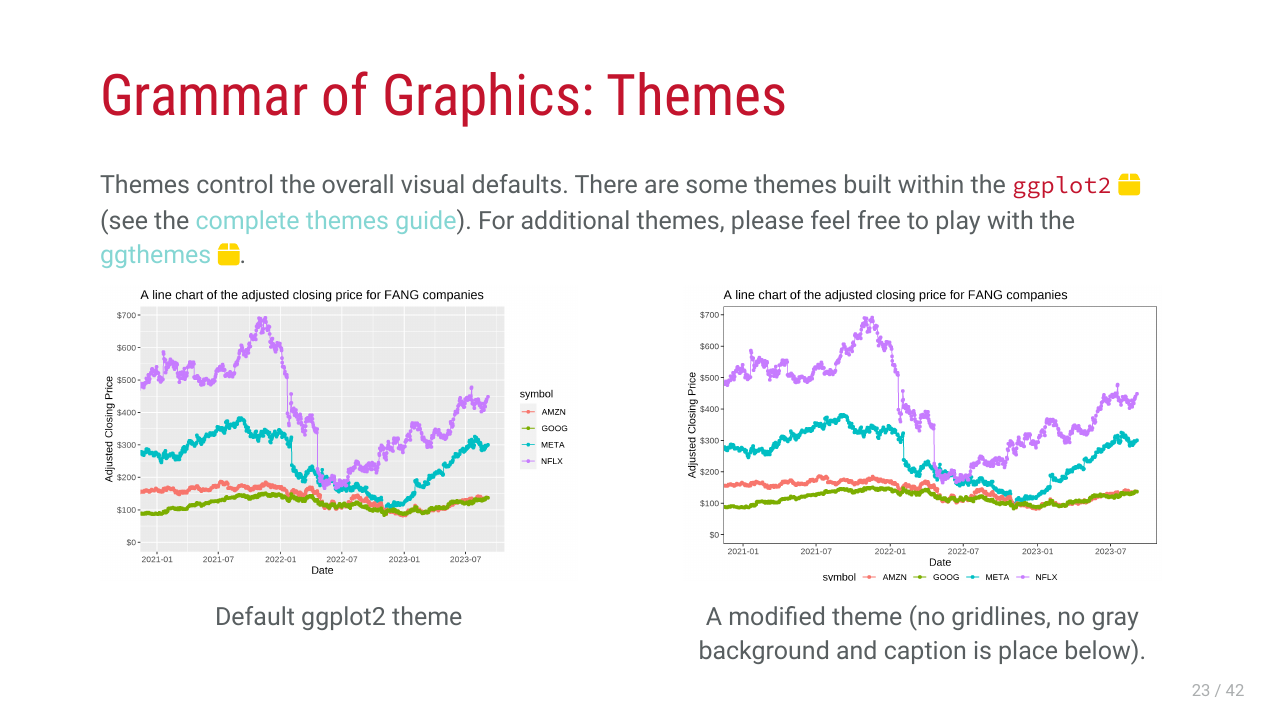 Grammar of Graphics: Themes
Themes control the overall visual defaults. There are some themes built within the ggplot2
(see the complete themes guide). For additional themes, please feel free to play with the
ggthemes .
A line chart of the adjusted closing price for FANG companies
Adjusted Closing Price
$700
$600
$500
$400
$300
$200
$100
$0
2021-01 2021-07 2022-01 2022-07 2023-01 2023-07
Date
symbol
AMZN
GOOG
META
NFLX
Default ggplot2 theme
A line chart of the adjusted closing price for FANG companies
Adjusted Closing Price
$700
$600
$500
$400
$300
$200
$100
$0
2021-01 2021-07 2022-01 2022-07 2023-01 2023-07
Date
symbol AMZN GOOG META NFLX
A modified theme (no gridlines, no gray
background and caption is place below).
23 / 42